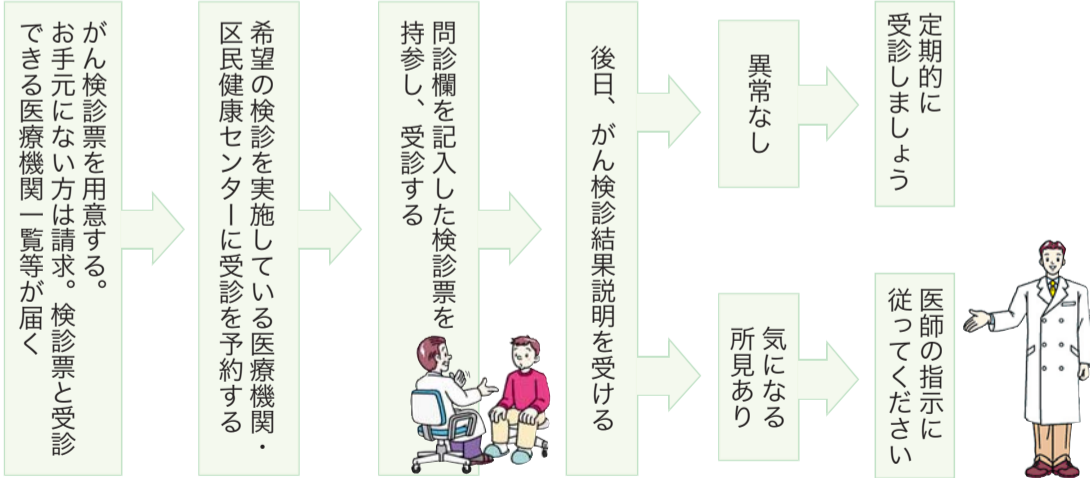 がん検診票を用意する。
お手元にない方は請求。検診票と受診
できる医療機関一覧等が届く
希望の検診を実施している医療機関・
区民健康センターに受診を予約する
問診欄を記入した検診票を
持参し、受診する
後日、がん検診結果説明を受ける
異常なし
定期的に
受診しましょう
気になる
所見あり
医師の指示に
従ってください